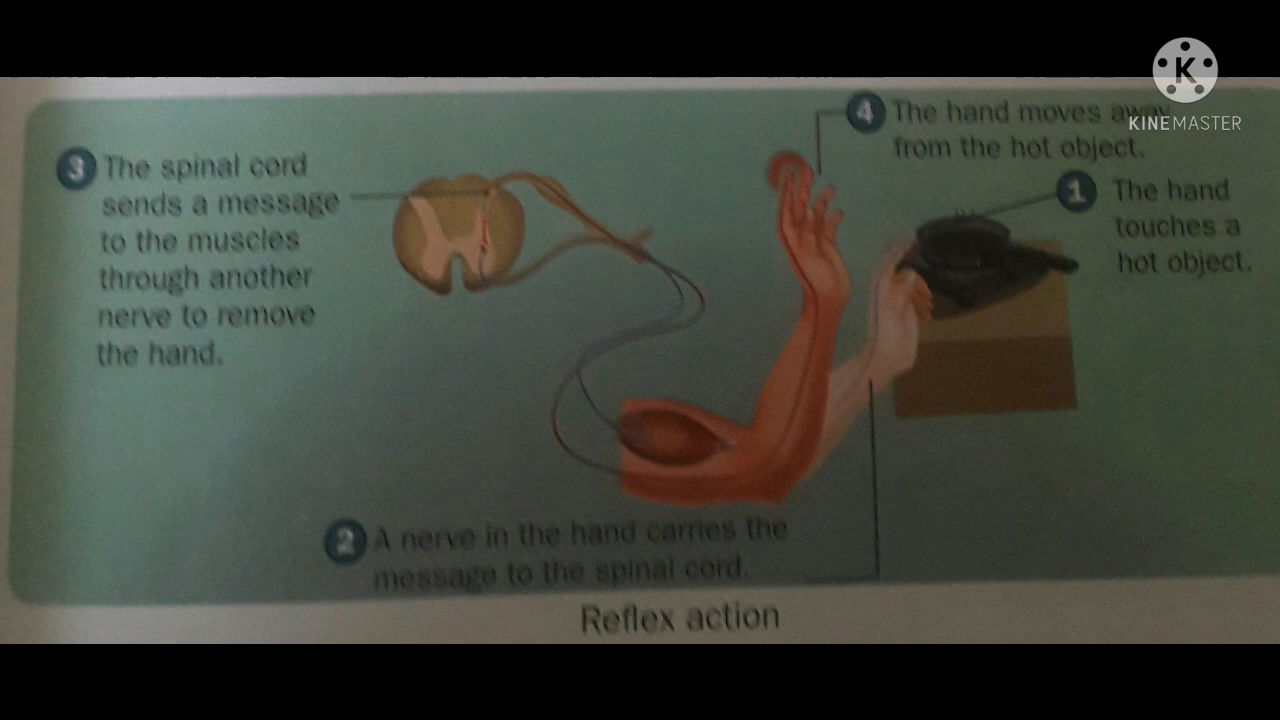 KINEMASTER
4 The hand moves away
from the hot object.
1 The hand
touches a
hot object.
3 The spinal cord
sends a message
to the muscles
through another
nerve to remove
the hand.
2 A nerve in the hand carries the
message to the spinal cord.
Reflex action